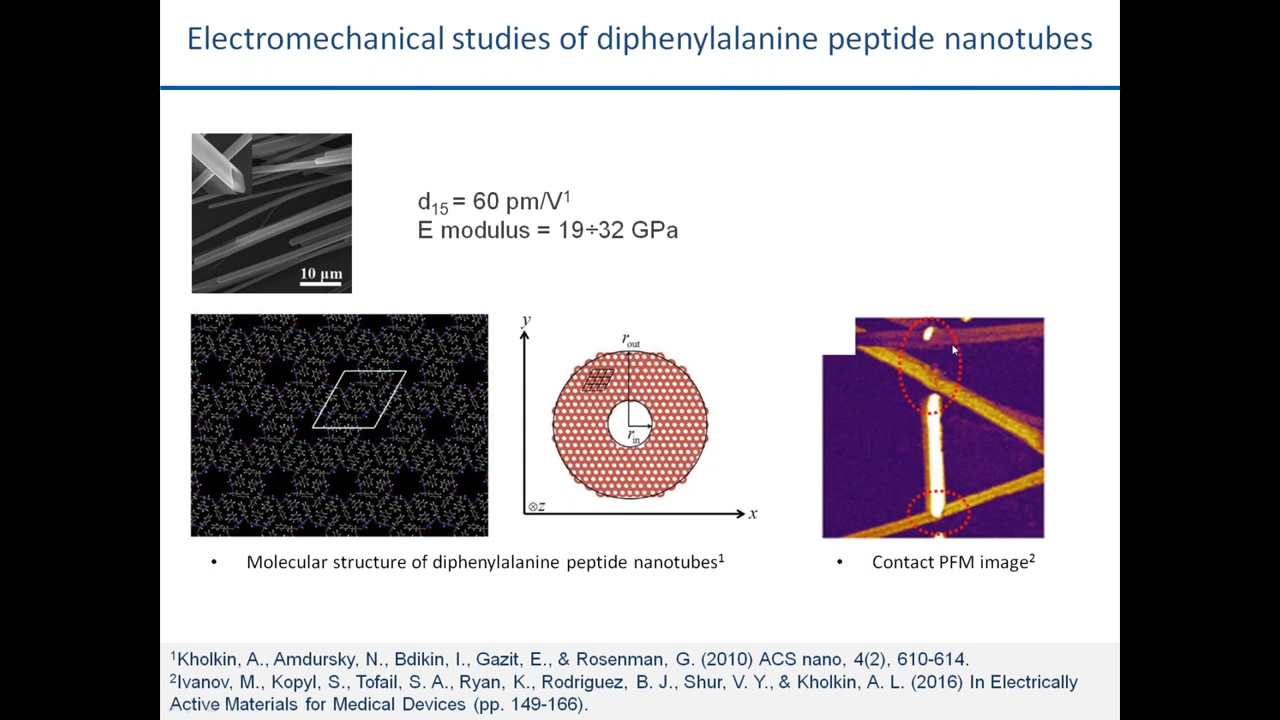 Electromechanical studies of diphenylalanine peptide nanotubes
10 µm
d15 = 60 pm/V1
E modulus = 19÷32 GPa
y
rout
rin
⊗z
x
• Molecular structure of diphenylalanine peptide nanotubes1
• Contact PFM image2
1Kholkin, A., Amdursky, N., Bdikin, I., Gazit, E., & Rosenman, G. (2010) ACS nano, 4(2), 610-614.
2Ivanov, M., Kopyl, S., Tofail, S. A., Ryan, K., Rodriguez, B. J., Shur, V. Y., & Kholkin, A. L. (2016) In Electrically
Active Materials for Medical Devices (pp. 149-166).